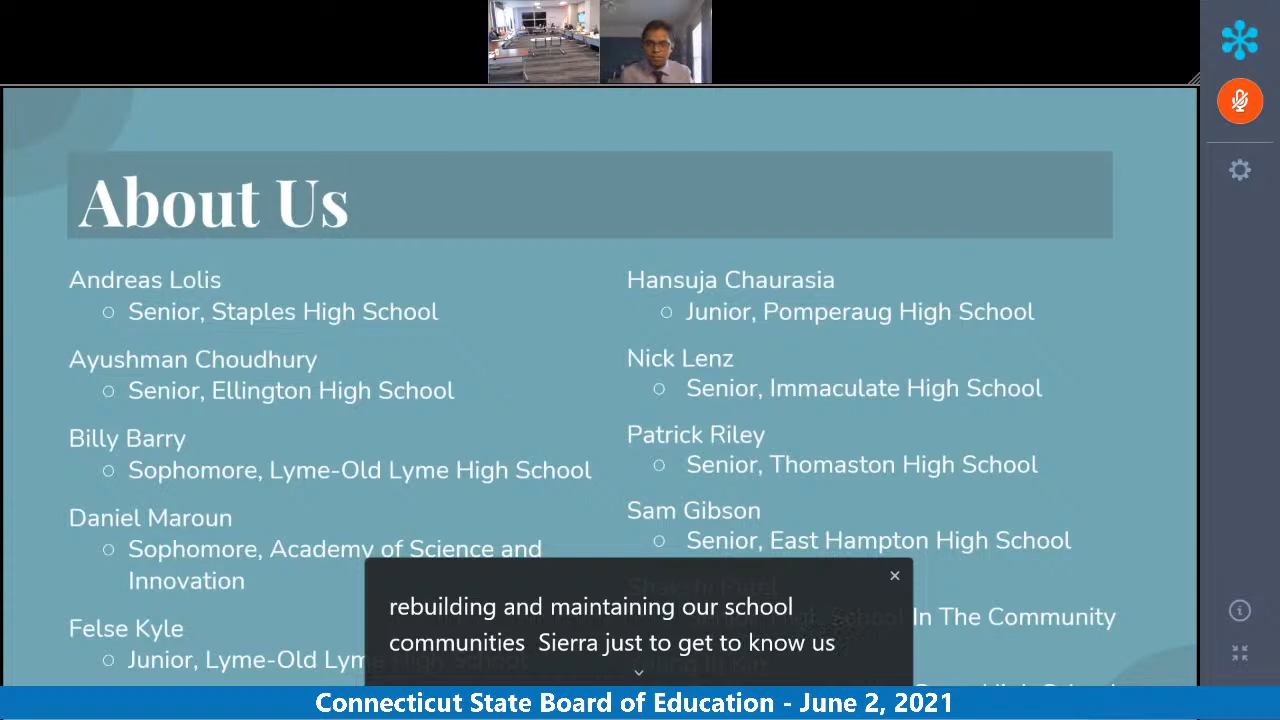 About Us
Andreas Lolis
Senior, Staples High School
Ayushman Choudhury
Senior, Ellington High School
Billy Barry
Sophomore, Lyme-Old Lyme High School
Daniel Maroun
Sophomore, Academy of Science and
Innovation
Felse Kyle
Junior, Lyme-Old Lyme High School
Hansuja Chaurasia
Junior, Pomperaug High School
Nick Lenz
Senior, Immaculate High School
Patrick Riley
Senior, Thomaston High School
Sam Gibson
Senior, East Hampton High School
School In The Community
rebuilding and maintaining our school
communities Sierra just to get to know us
Connecticut State Board of Education - June 2, 2021